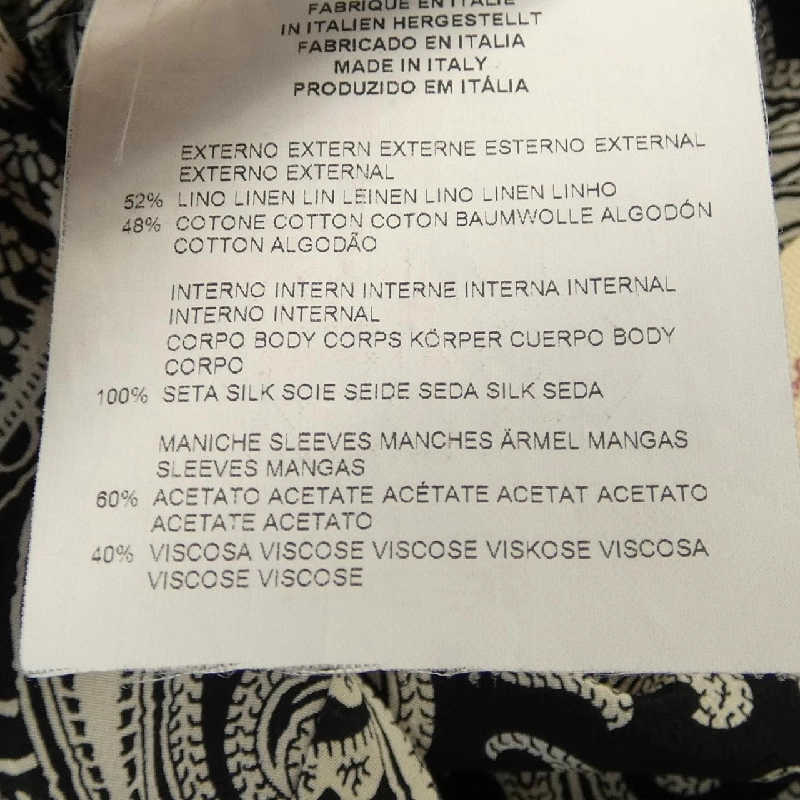 FABRIQUÉ EN ITALIE
IN ITALIEN HERGESTELLT
FABRICADO EN ITALIA
MADE IN ITALY
PRODUZIDO EM ITÁLIA
EXTERNO EXTERN EXTERNE ESTERNO EXTERNAL
EXTERNO EXTERNAL
52% LINO LINEN LIN LEINEN LINO LINEN LINHO
48% COTONE COTTON COTON BAUMWOLLE ALGODÓN
COTTON ALGODÃO
INTERNO INTERN INTERNE INTERNA INTERNAL
INTERNO INTERNAL
CORPO BODY CORPS KÖRPER CUERPO BODY
CORPO
100% SETA SILK SOIE SEIDE SEDA SILK SEDA
MANICHE SLEEVES MANCHES ÄRMEL MANGAS
SLEEVES MANGAS
60% ACETATO ACETATE ACÉTATE ACETAT ACETATO
ACETATE ACETATO
40% VISCOSA VISCOSE VISCOSE VISKOSE VISCOSA
VISCOSE VISCOSE